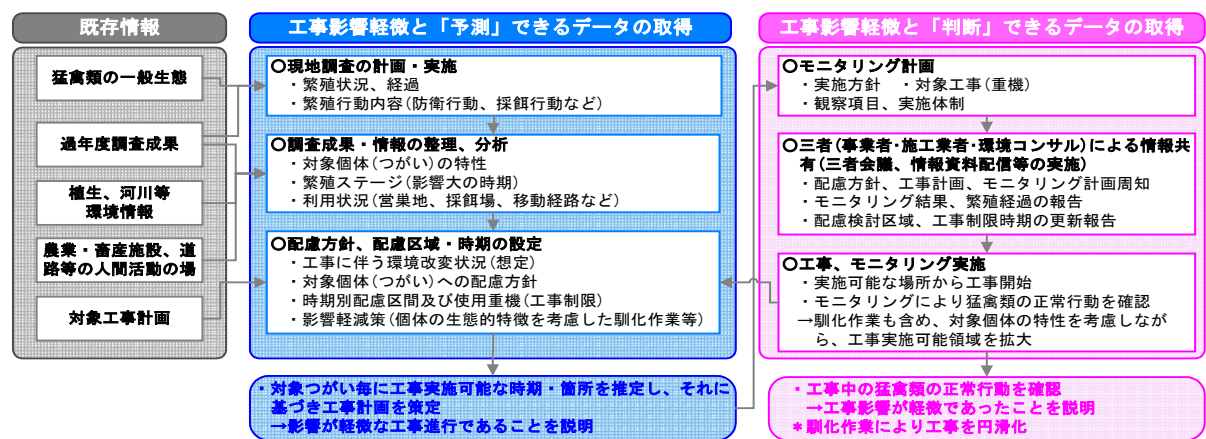 既存情報
猛禽類の一般生態
過年度調査成果
植生、河川等
環境情報
農業・畜産施設、道
路等の人間活動の場
対象工事計画
工事影響軽微と「予測」できるデータの取得
○現地調査の計画・実施
・繁殖状況、経過
・繁殖行動内容(防衛行動、採餌行動など)
○調査成果・情報の整理、分析
・対象個体(つがい)の特性
・繁殖ステージ(影響大の時期)
・利用状況(営巣地、採餌場、移動経路など)
○配慮方針、配慮区域・時期の設定
・工事に伴う環境改変状況(想定)
・対象個体(つがい)への配慮方針
・時期別配慮区間及び使用重機(工事制限)
・影響軽減策(個体の生態的特徴を考慮した馴化作業等)
・対象つがい毎に工事実施可能な時期・箇所を推定し、それに
基づき工事計画を策定
→影響が軽微な工事進行であることを説明
工事影響軽微と「判断」できるデータの取得
○モニタリング計画
・実施方針 ・対象工事(重機)
・観察項目、実施体制
○三者(事業者・施工業者・環境コンサル)による情報共
有(三者会議、情報資料配信等の実施)
・配慮方針、工事計画、モニタリング計画周知
・モニタリング結果、繁殖経過の報告
・配慮検討区域、工事制限時期の更新報告
○工事、モニタリング実施
・実施可能な場所から工事開始
・モニタリングにより猛禽類の正常行動を確認
→馴化作業も含め、対象個体の特性を考慮しなが
ら、工事実施可能領域を拡大
・工事中の猛禽類の正常行動を確認
→工事影響が軽微であったことを説明
*馴化作業により工事を円滑化